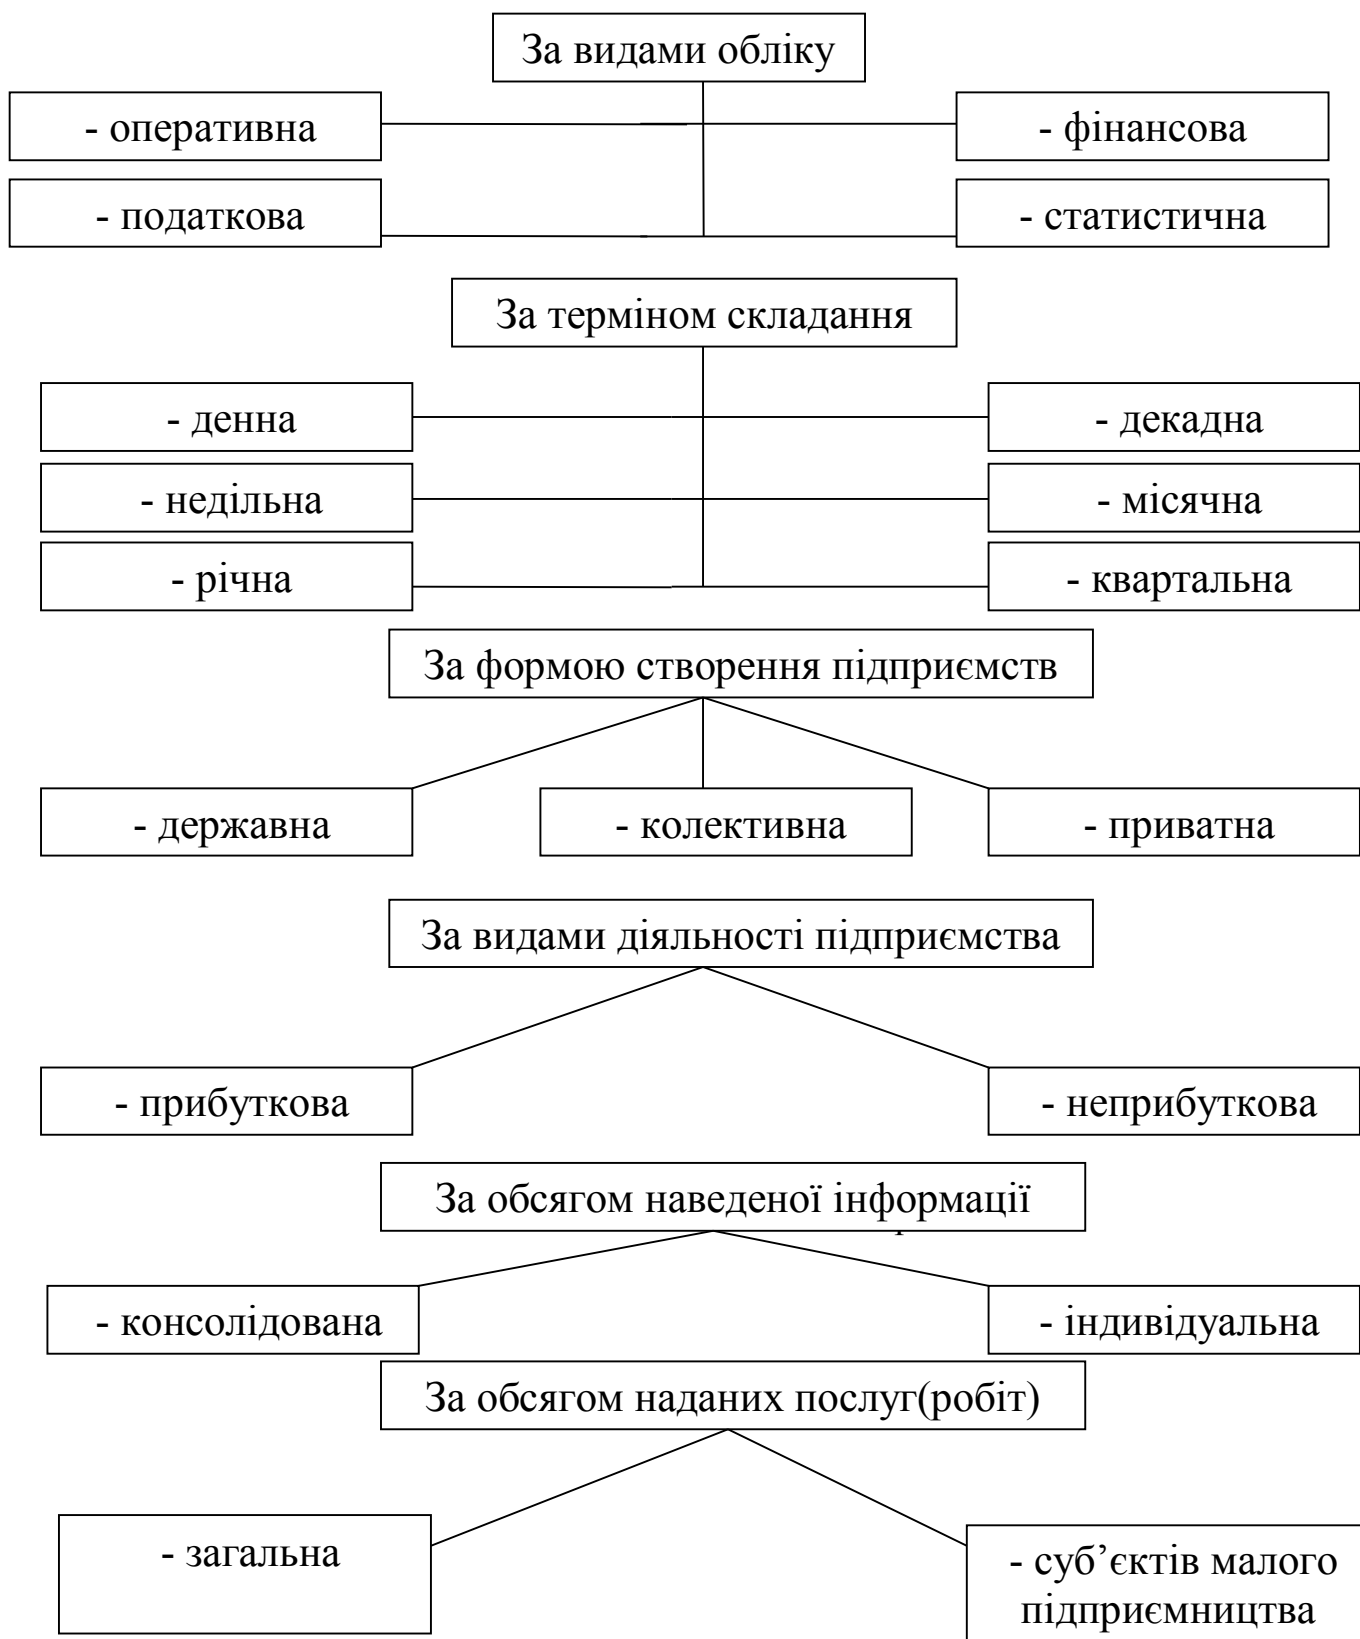 За видами обліку
- оперативна
- фінансова
- податкова
- статистична
За терміном складання
- денна
- декадна
- недільна
- місячна
- річна
- квартальна
За формою створення підприємств
- державна
- колективна
- приватна
За видами діяльності підприємства
- прибуткова
- неприбуткова
За обсягом наведеної інформації
- консолідована
- індивідуальна
За обсягом наданих послуг(робіт)
- загальна
- суб’єктів малого
підприємництва